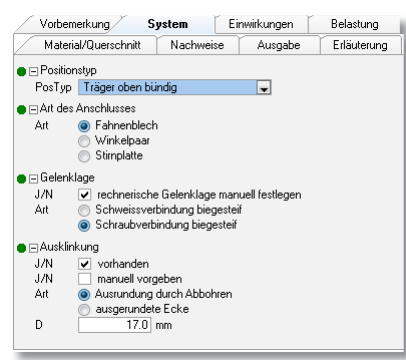 Vorbemerkung System Einwirkungen Belastung
Material/Querschnitt Nachweise Ausgabe Erläuterung
Positionstyp
PosTyp Träger oben bündig
Art des Anschlusses
Art Fahnenblech
Winkelpaar
Stirnplatte
Gelenklage
J/N rechnerische Gelenklage manuell festlegen
Art Schweissverbindung biegesteif
Schraubverbindung biegesteif
Ausklinkung
J/N vorhanden
J/N manuell vorgeben
Art Ausrundung durch Abbohren
ausgerundete Ecke
D 17.0 mm